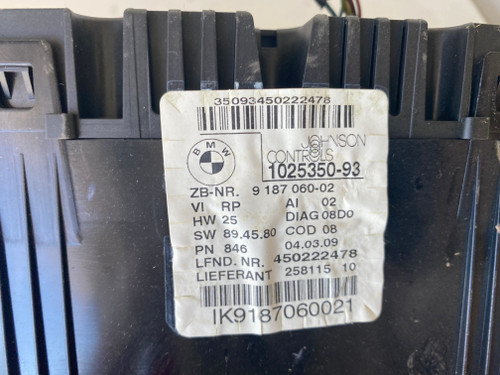 35093450222478
BMW
JOHNSON
CONTROLS
1025350-93
ZB-NR. 9 187 060-02
VI RP AI 02
HW 25 DIAG 08D0
SW 89.45.80 COD 08
PN 846 04.03.09
LFND. NR. 450222478
LIEFERANT 258115 10
IK9187060021